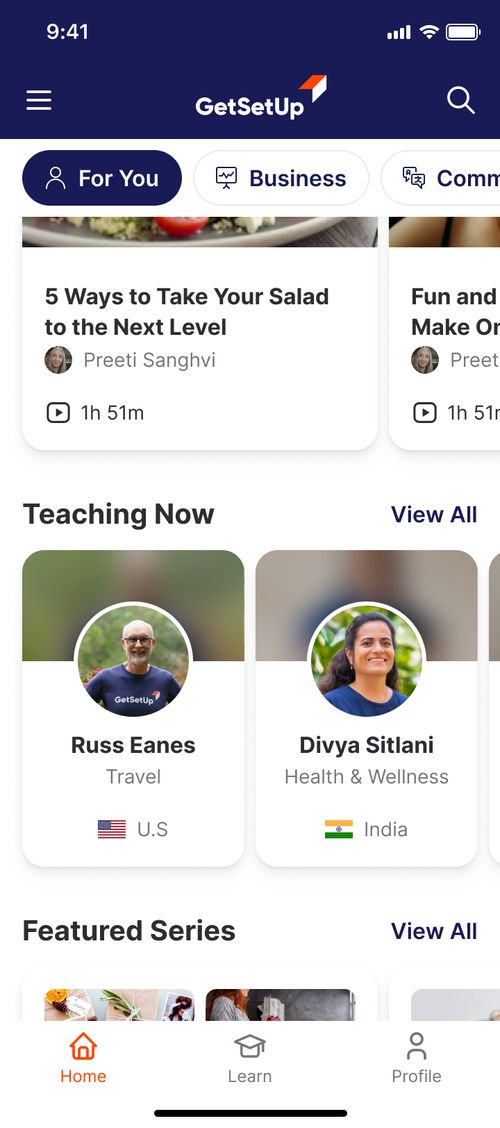 9:41
GetSetUp
For You
Business
Comm
5 Ways to Take Your Salad
to the Next Level
Preeti Sanghvi
1h 51m
Fun and
Make Or
Preet
1h 51m
Teaching Now
View All
GetSetUp
Russ Eanes
Travel
U.S
Divya Sitlani
Health & Wellness
India
Featured Series
View All
Home
Learn
Profile